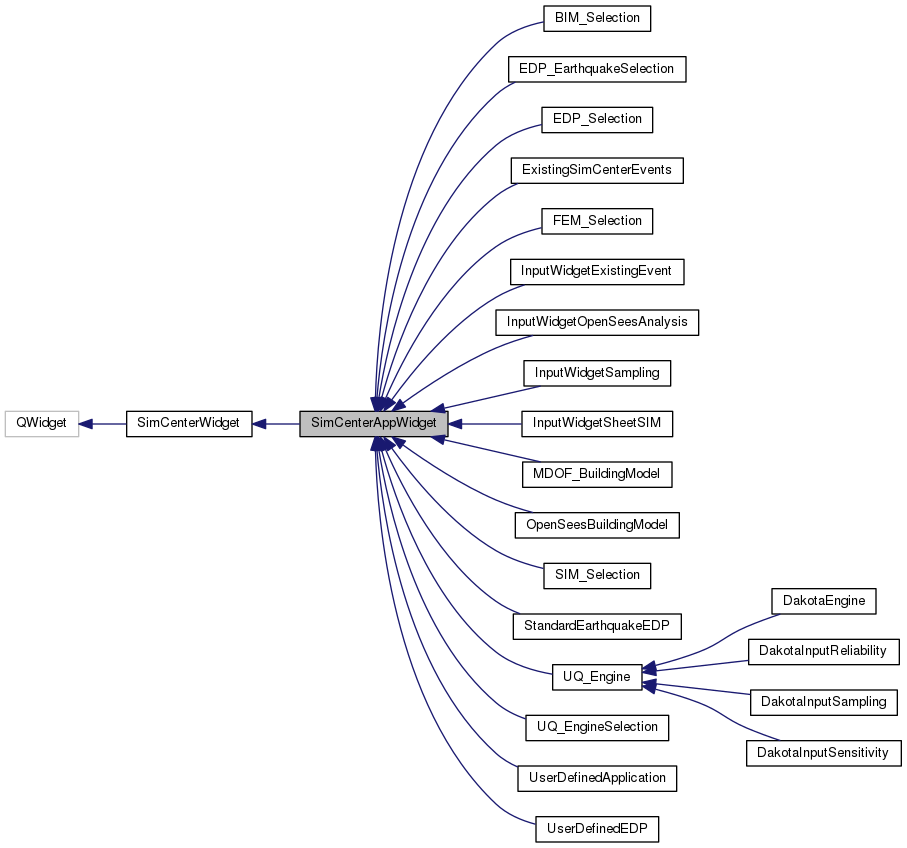 QWidget
SimCenterWidget
SimCenterAppWidget
BIM_Selection
EDP_EarthquakeSelection
EDP_Selection
ExistingSimCenterEvents
FEM_Selection
InputWidgetExistingEvent
InputWidgetOpenSeesAnalysis
InputWidgetSampling
InputWidgetSheetSIM
MDOF_BuildingModel
OpenSeesBuildingModel
SIM_Selection
StandardEarthquakeEDP
UQ_Engine
UQ_EngineSelection
UserDefinedApplication
UserDefinedEDP
DakotaEngine
DakotaInputReliability
DakotaInputSampling
DakotaInputSensitivity